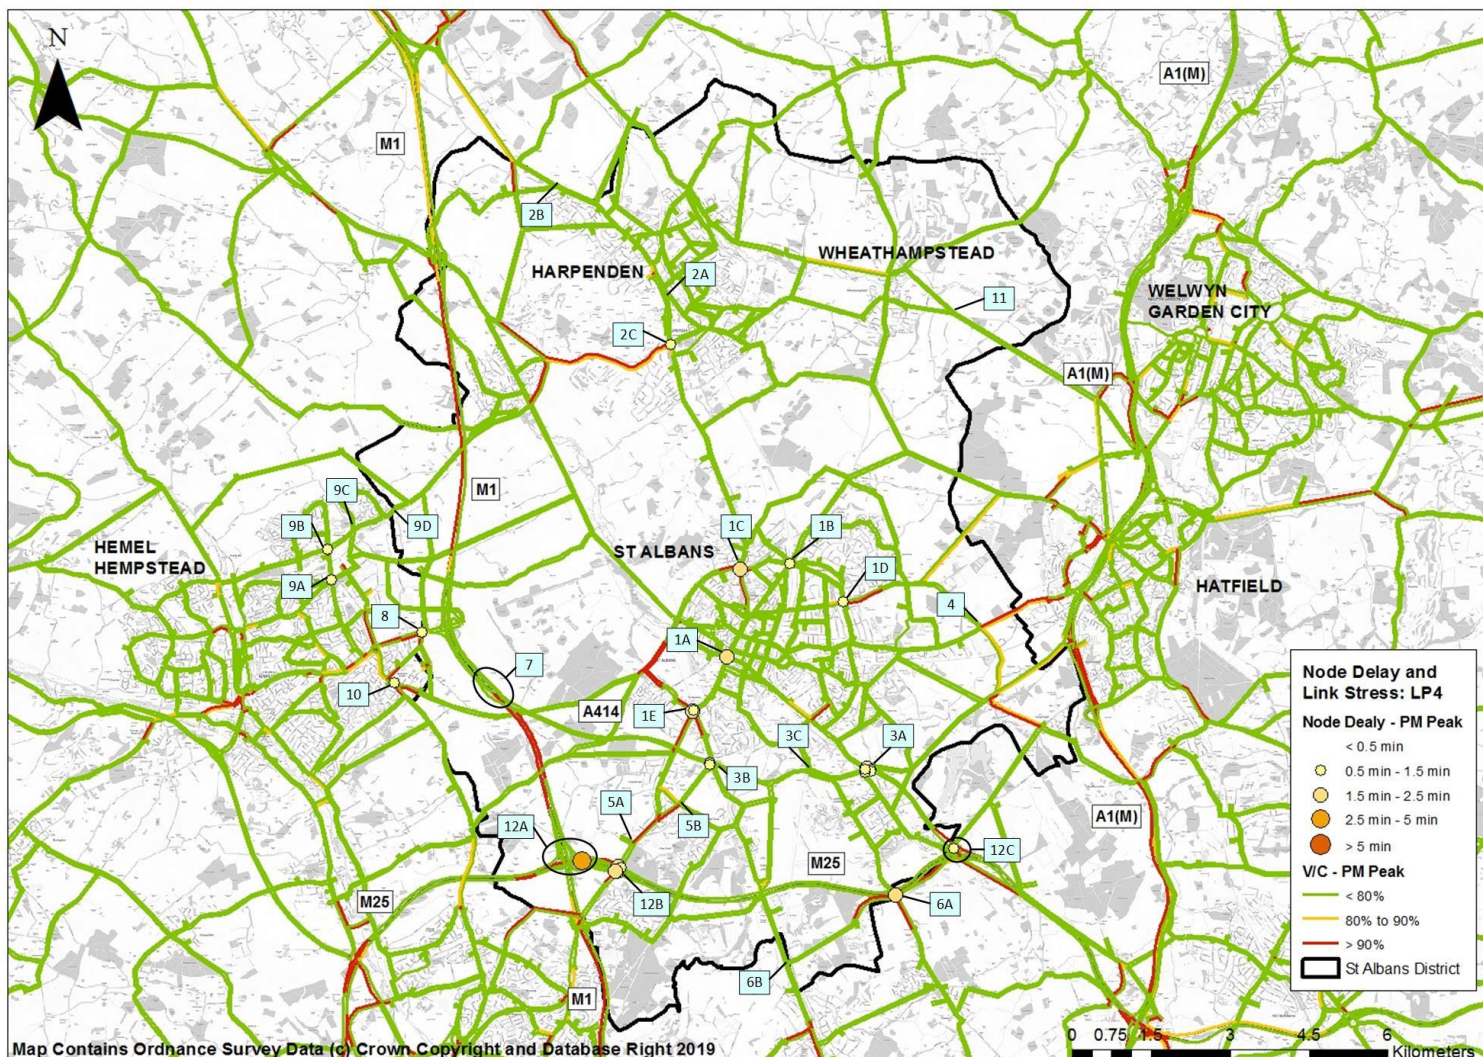 N
A1(M)
M1
2B
HARPENDEN
WHEATHAMPSTEAD
2A
11
WELWYN
GARDEN CITY
2C
A1(M)
M1
9C
9B
9D
1C
1B
HEMEL
HEMPSTEAD
ST ALBANS
1D
9A
HATFIELD
8
4
1A
7
10
A414
1E
3C
3A
3B
5A
5B
12A
A1(M)
M25
12C
12B
M25
6A
6B
M1
Node Delay and
Link Stress: LP4
Node Dealy - PM Peak
< 0.5 min
0.5 min - 1.5 min
1.5 min - 2.5 min
2.5 min - 5 min
> 5 min
V/C - PM Peak
< 80%
80% to 90%
> 90%
St Albans District
0 0.75 1.5 3 4.5 6
Kilometers
Map Contains Ordnance Survey Data (c) Crown Copyright and Database Right 2019